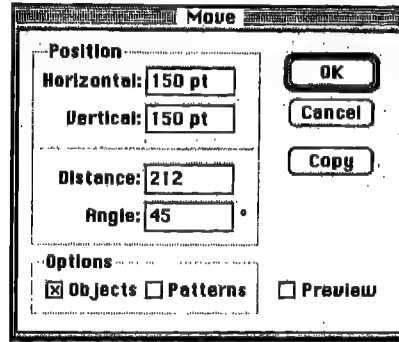 Move
Position
Horizontal: 150 pt
Vertical: 150 pt
Distance: 212
Angle: 45 °
OK
Cancel
Copy
Options
Objects Patterns Preview